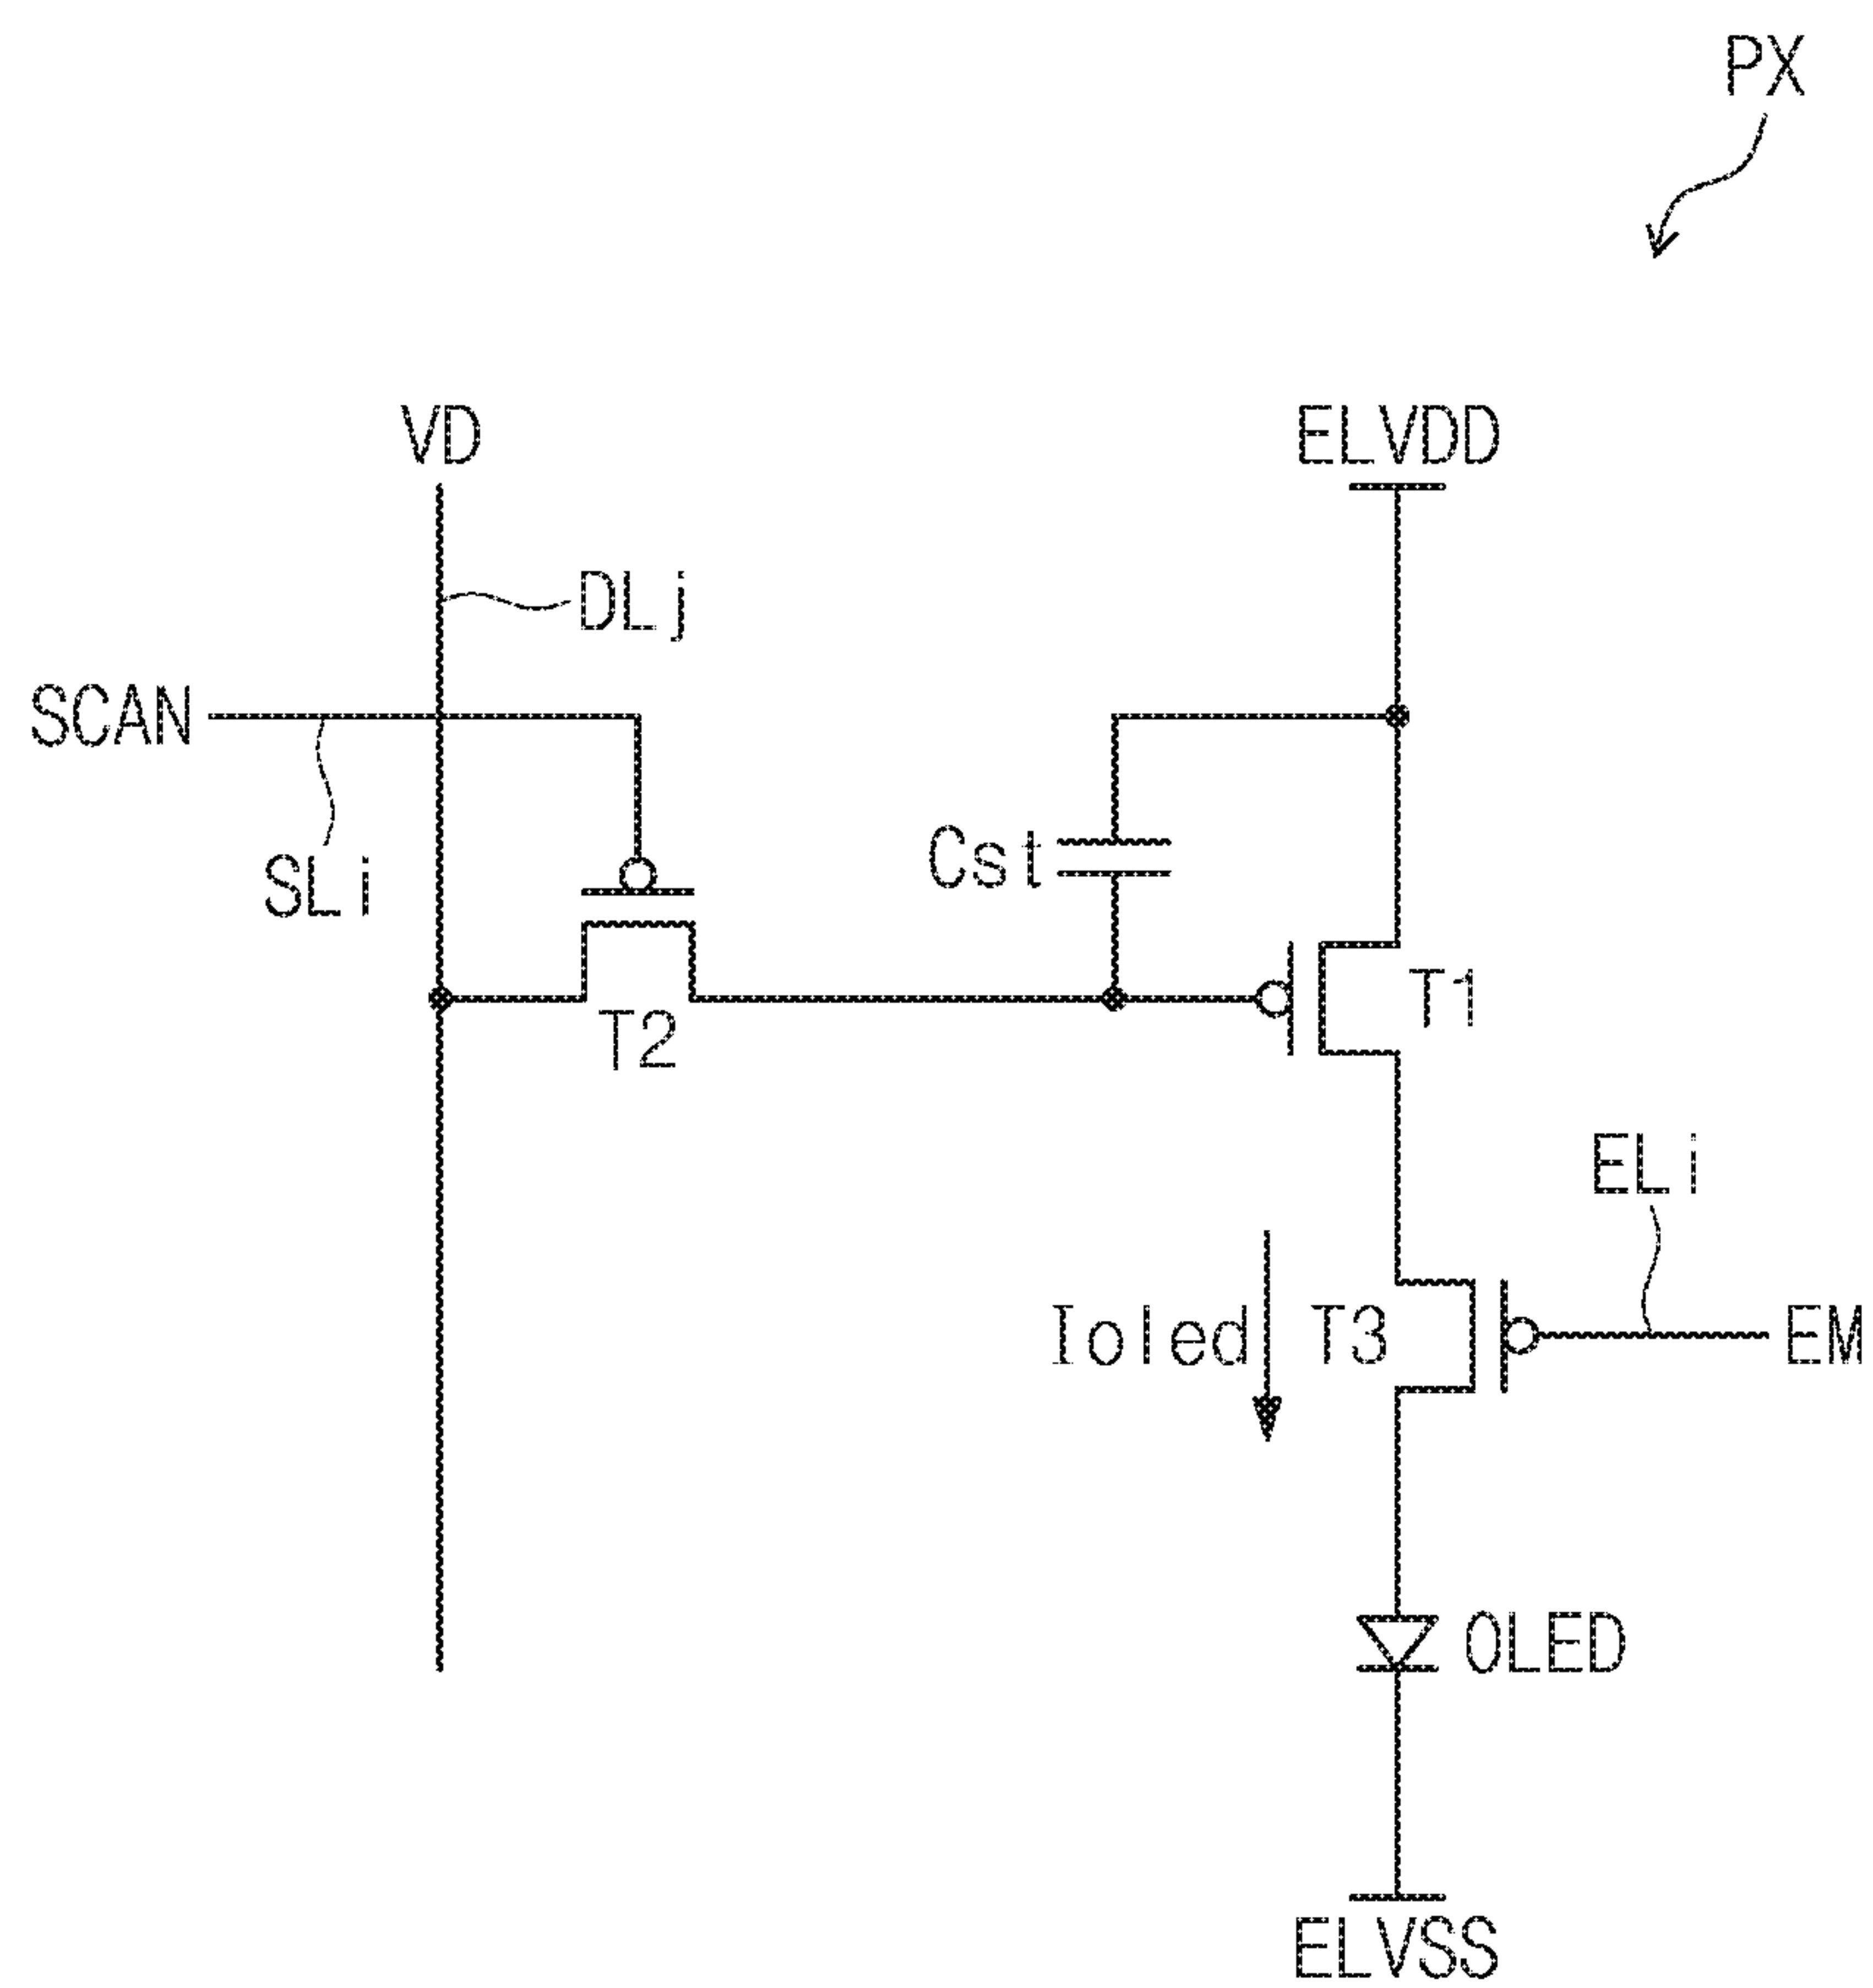 PX
VD
ELVDD
DLj
SCAN
SLi
Cst
T1
T2
ELi
Ioled
T3
EM
OLED
ELVSS